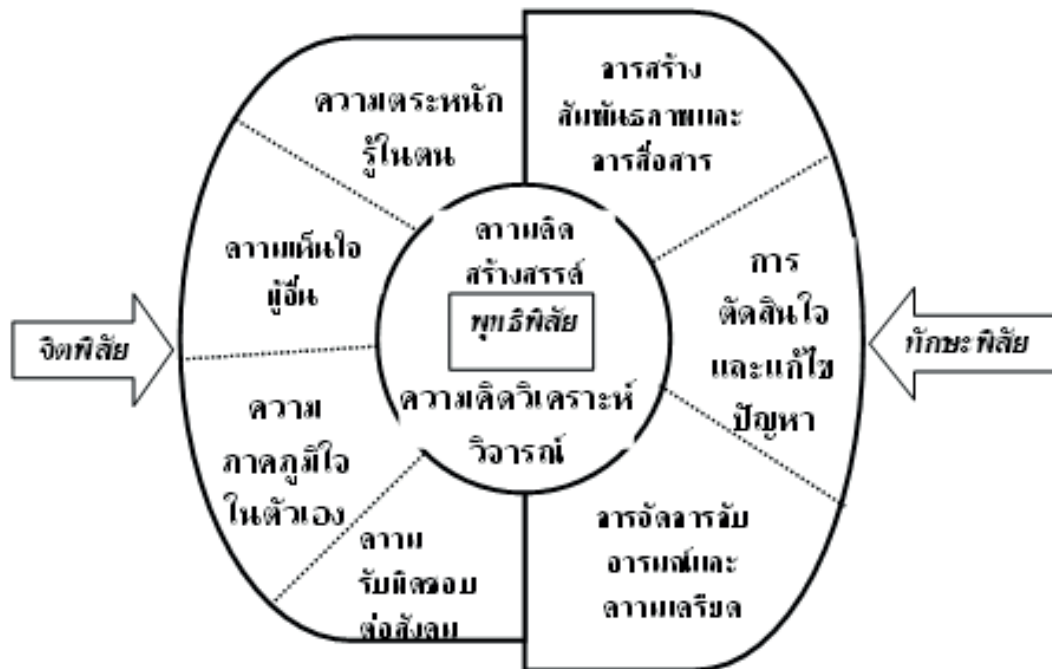 ความตระหนัก
รู้ในตน
การสร้าง
สัมพันธภาพและ
การสื่อสาร
ความเห็นใจ
ผู้อื่น
ความคิด
สร้างสรรค์
พุทธิพิสัย
ความคิดวิเคราะห์
วิจารณ์
การ
ตัดสินใจ
และแก้ไข
ปัญหา
จิตพิสัย
ทักษะพิสัย
ความ
ภาคภูมิใจ
ในตัวเอง
ความ
รับผิดชอบ
ต่อสังคม
การจัดการกับ
อารมณ์และ
ความเครียด